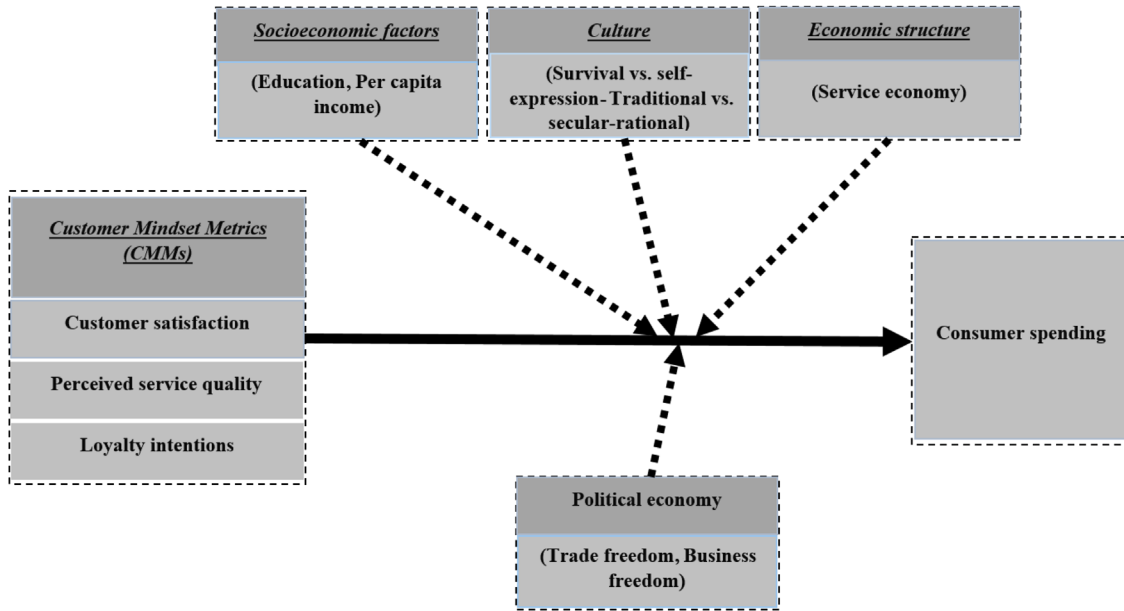 Socioeconomic factors
(Education, Per capita
income)
Culture
(Survival vs. self-
expression-Traditional vs.
secular-rational)
Economic structure
(Service economy)
Customer Mindset Metrics
(CMMs)
Customer satisfaction
Perceived service quality
Loyalty intentions
Consumer spending
Political economy
(Trade freedom, Business
freedom)